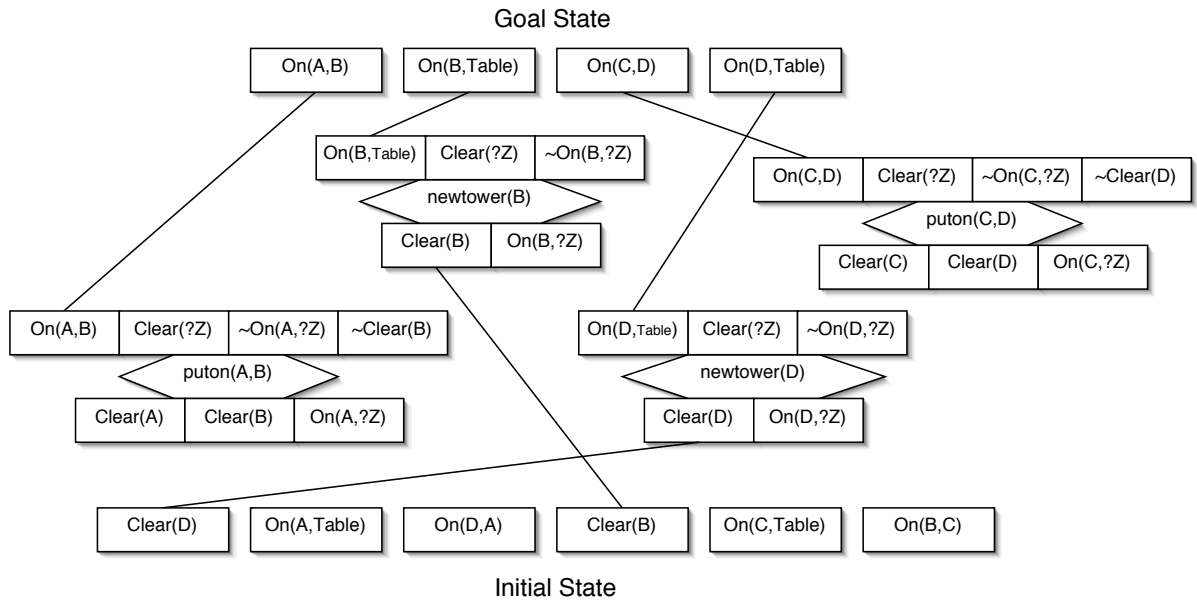 Goal State
On(A,B) On(B,Table) On(C,D) On(D,Table)
On(B,Table) Clear(?Z) ~On(B,?Z)
newtower(B)
Clear(B) On(B,?Z)
On(C,D) Clear(?Z) ~On(C,?Z) ~Clear(D)
puton(C,D)
Clear(C) Clear(D) On(C,?Z)
On(A,B) Clear(?Z) ~On(A,?Z) ~Clear(B)
puton(A,B)
Clear(A) Clear(B) On(A,?Z)
On(D,Table) Clear(?Z) ~On(D,?Z)
newtower(D)
Clear(D) On(D,?Z)
Clear(D) On(A,Table) On(D,A) Clear(B) On(C,Table) On(B,C)
Initial State